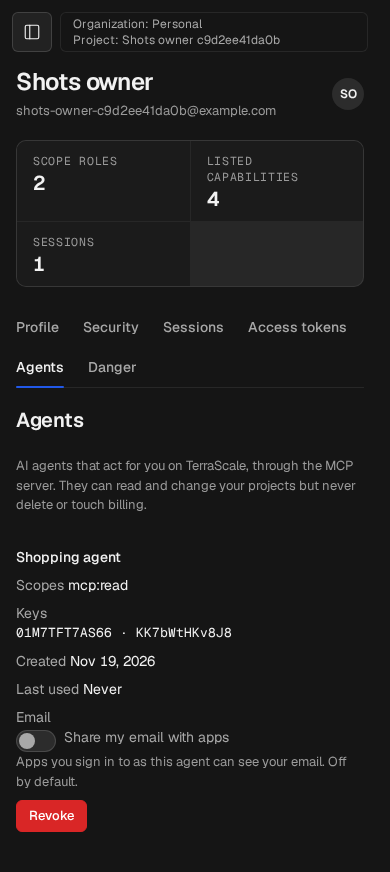 Organization: Personal
Project: Shots owner c9d2ee41da0b
Shots owner
shots-owner-c9d2ee41da0b@example.com
SO
SCOPE ROLES
2
LISTED
CAPABILITIES
4
SESSIONS
1
Profile Security Sessions Access tokens
Agents Danger
Agents
AI agents that act for you on TerraScale, through the MCP
server. They can read and change your projects but never
delete or touch billing.
Shopping agent
Scopes mcp:read
Keys
01M7TFT7AS66 · KK7bWtHKv8J8
Created Nov 19, 2026
Last used Never
Email
Share my email with apps
Apps you sign in to as this agent can see your email. Off
by default.
Revoke